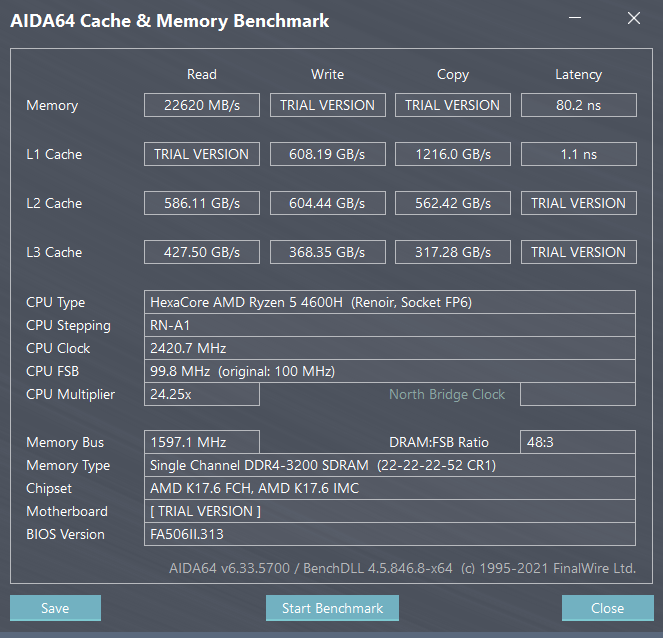 AIDA64 Cache & Memory Benchmark
Read Write Copy Latency
Memory 22620 MB/s TRIAL VERSION TRIAL VERSION 80.2 ns
L1 Cache TRIAL VERSION 608.19 GB/s 1216.0 GB/s 1.1 ns
L2 Cache 586.11 GB/s 604.44 GB/s 562.42 GB/s TRIAL VERSION
L3 Cache 427.50 GB/s 368.35 GB/s 317.28 GB/s TRIAL VERSION
CPU Type HexaCore AMD Ryzen 5 4600H (Renoir, Socket FP6)
CPU Stepping RN-A1
CPU Clock 2420.7 MHz
CPU FSB 99.8 MHz (original: 100 MHz)
CPU Multiplier 24.25x North Bridge Clock
Memory Bus 1597.1 MHz DRAM:FSB Ratio 48:3
Memory Type Single Channel DDR4-3200 SDRAM (22-22-22-52 CR1)
Chipset AMD K17.6 FCH, AMD K17.6 IMC
Motherboard [ TRIAL VERSION ]
BIOS Version FA506II.313
AIDA64 v6.33.5700 / BenchDLL 4.5.846.8-x64 (c) 1995-2021 FinalWire Ltd.
Save Start Benchmark Close